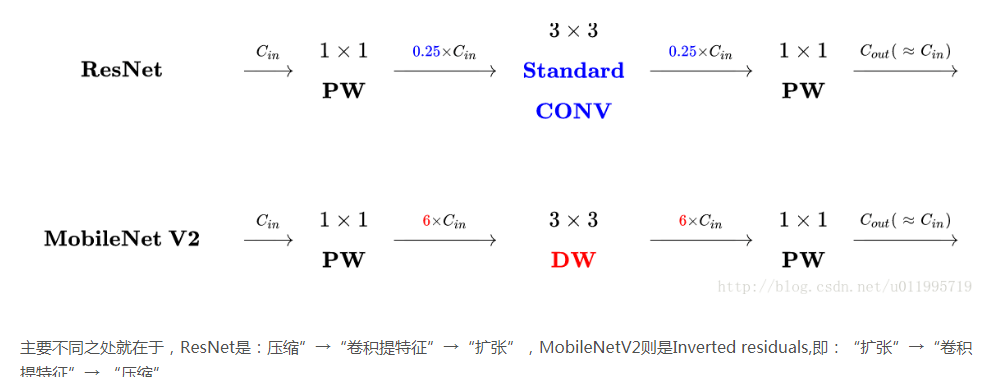 3 × 3
ResNet C_in 1 × 1 0.25×C_in Standard 0.25×C_in 1 × 1 C_out(≈ C_in)
PW CONV PW
MobileNet V2 C_in 1 × 1 6×C_in 3 × 3 6×C_in 1 × 1 C_out(≈ C_in)
PW DW PW
http://blog.csdn.net/u011995719
主要不同之处就在于，ResNet是：压缩”→“卷积提特征”→“扩张”，MobileNetV2则是Inverted residuals,即：“扩张”→“卷积
提特征”→ “压缩”